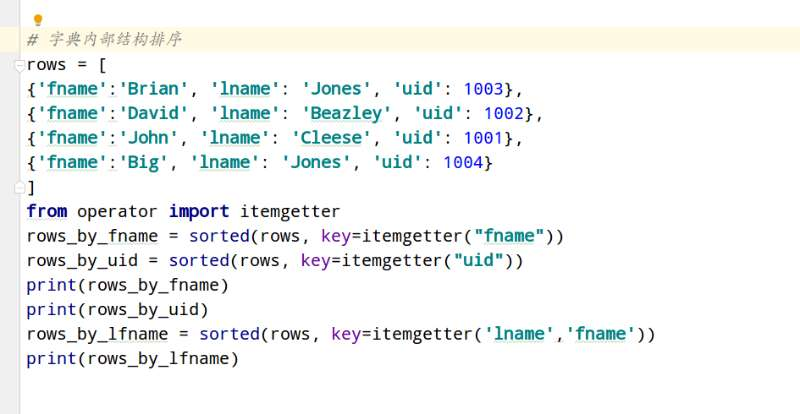 # 字典内部结构排序
rows = [
{'fname':'Brian', 'lname': 'Jones', 'uid': 1003},
{'fname':'David', 'lname': 'Beazley', 'uid': 1002},
{'fname':'John', 'lname': 'Cleese', 'uid': 1001},
{'fname':'Big', 'lname': 'Jones', 'uid': 1004}
]
from operator import itemgetter
rows_by_fname = sorted(rows, key=itemgetter("fname"))
rows_by_uid = sorted(rows, key=itemgetter("uid"))
print(rows_by_fname)
print(rows_by_uid)
rows_by_lfname = sorted(rows, key=itemgetter('lname','fname'))
print(rows_by_lfname)